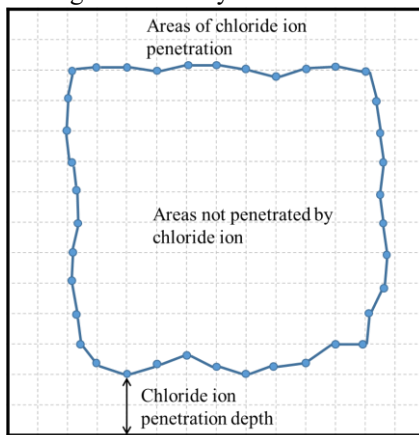 Areas of chloride ion
penetration
Areas not penetrated by
chloride ion
Chloride ion
penetration depth